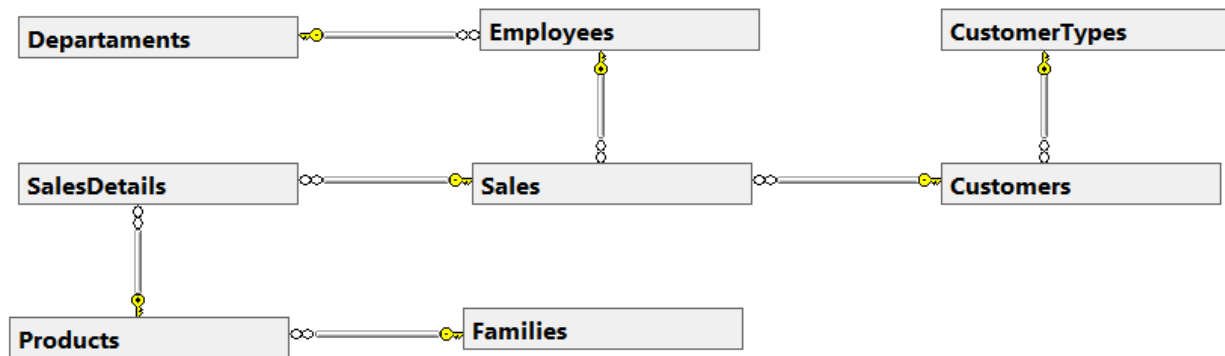 Departaments
Employees
CustomerTypes
SalesDetails
Sales
Customers
Products
Families